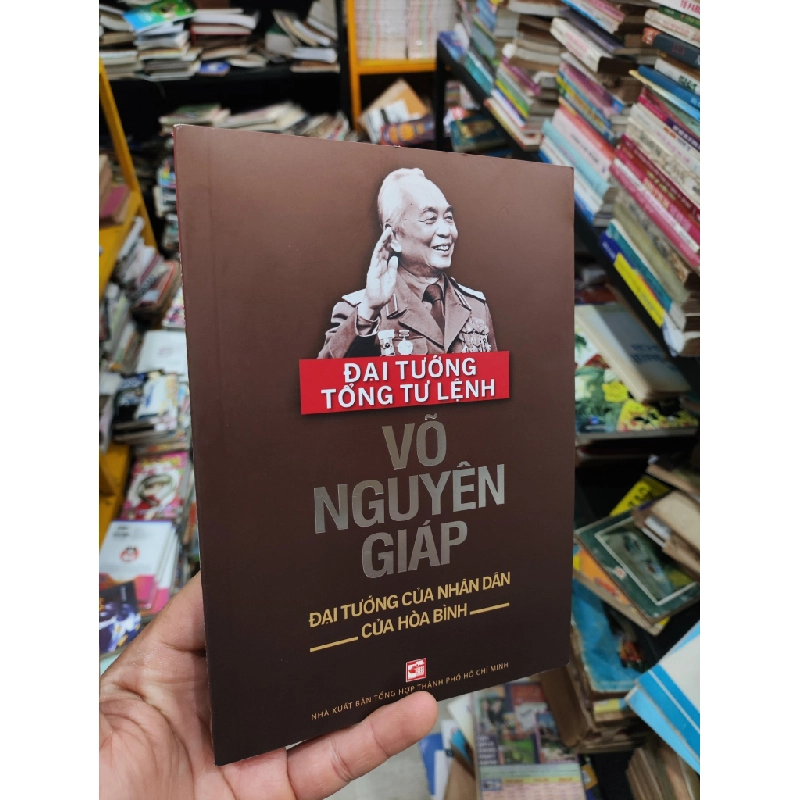 ĐẠI TƯỚNG
TỔNG TƯ LỆNH
VÕ
NGUYÊN
GIÁP
ĐẠI TƯỚNG CỦA NHÂN DÂN
CỦA HÒA BÌNH
NHÀ XUẤT BẢN TỔNG HỢP THÀNH PHỐ HỒ CHÍ MINH